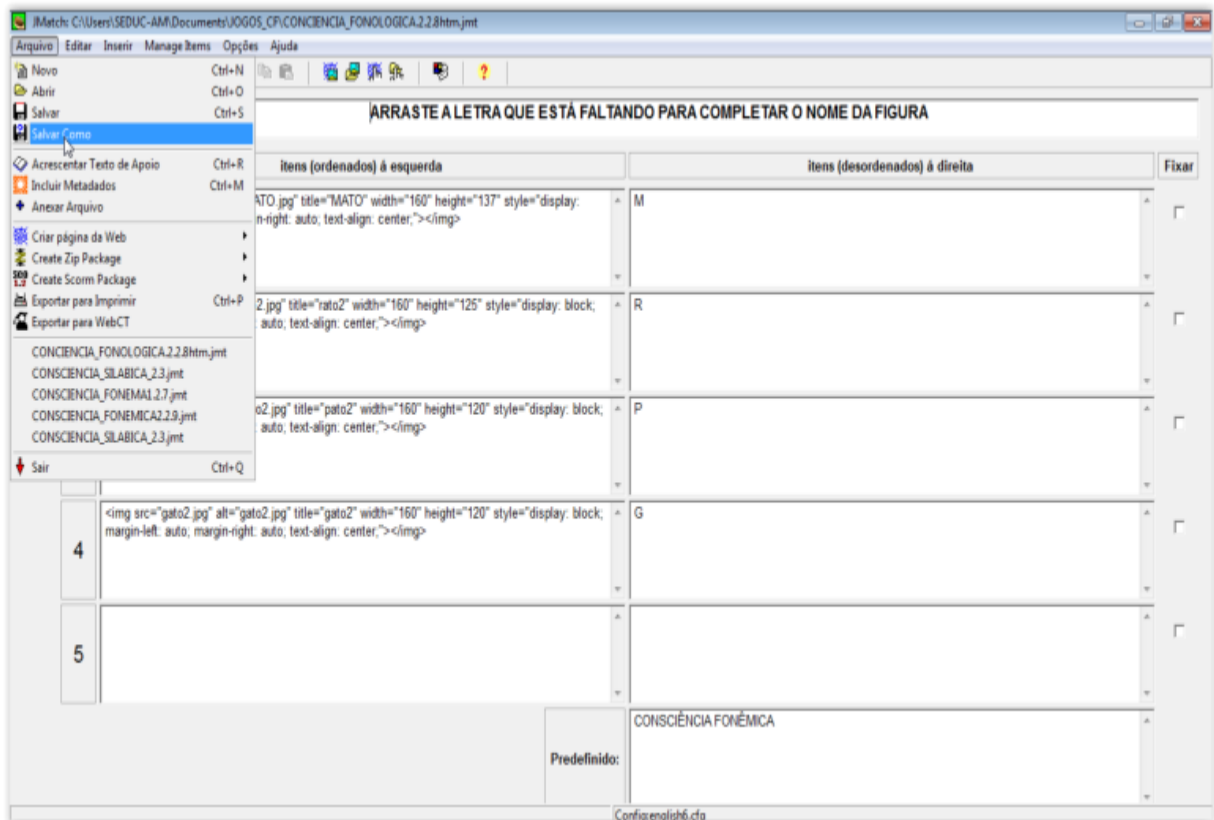 JMatch: C:\Users\SEDUC-AM\Documents\JOGOS_CF\CONCIENCIA_FONOLOGICA.2.2.8htm.jmt
Arquivo Editar Inserir Manage Items Opções Ajuda
Novo Ctrl+N
Abrir Ctrl+O
Salvar Ctrl+S
Salvar Como
Acrescentar Texto de Apoio Ctrl+R
Incluir Metadados Ctrl+M
Anexar Arquivo
Criar página da Web
Create Zip Package
Create Scorm Package
Exportar para Imprimir Ctrl+P
Exportar para WebCT
CONCIENCIA_FONOLOGICA.2.2.8htm.jmt
CONSCIENCIA_SILABICA_2.3.jmt
CONSCIENCIA_FONEMA1.2.7.jmt
CONSCIENCIA_FONEMICA2.2.9.jmt
CONSCIENCIA_SILABICA_2.3.jmt
Sair Ctrl+Q
ARRASTE A LETRA QUE ESTÁ FALTANDO PARA COMPLETAR O NOME DA FIGURA
itens (ordenados) á esquerda itens (desordenados) á direita Fixar
ATO.jpg" title="MATO" width="160" height="137" style="display: M
n-right: auto; text-align: center;"></img>
2.jpg" title="rato2" width="160" height="125" style="display: block; R
: auto; text-align: center;"></img>
o2.jpg" title="pato2" width="160" height="120" style="display: block; P
: auto; text-align: center;"></img>
4 <img src="gato2.jpg" alt="gato2.jpg" title="gato2" width="160" height="120" style="display: block; G
margin-left: auto; margin-right: auto; text-align: center;"></img>
5
Predefinido: CONSCIÊNCIA FONÊMICA
Config:english6.cfg